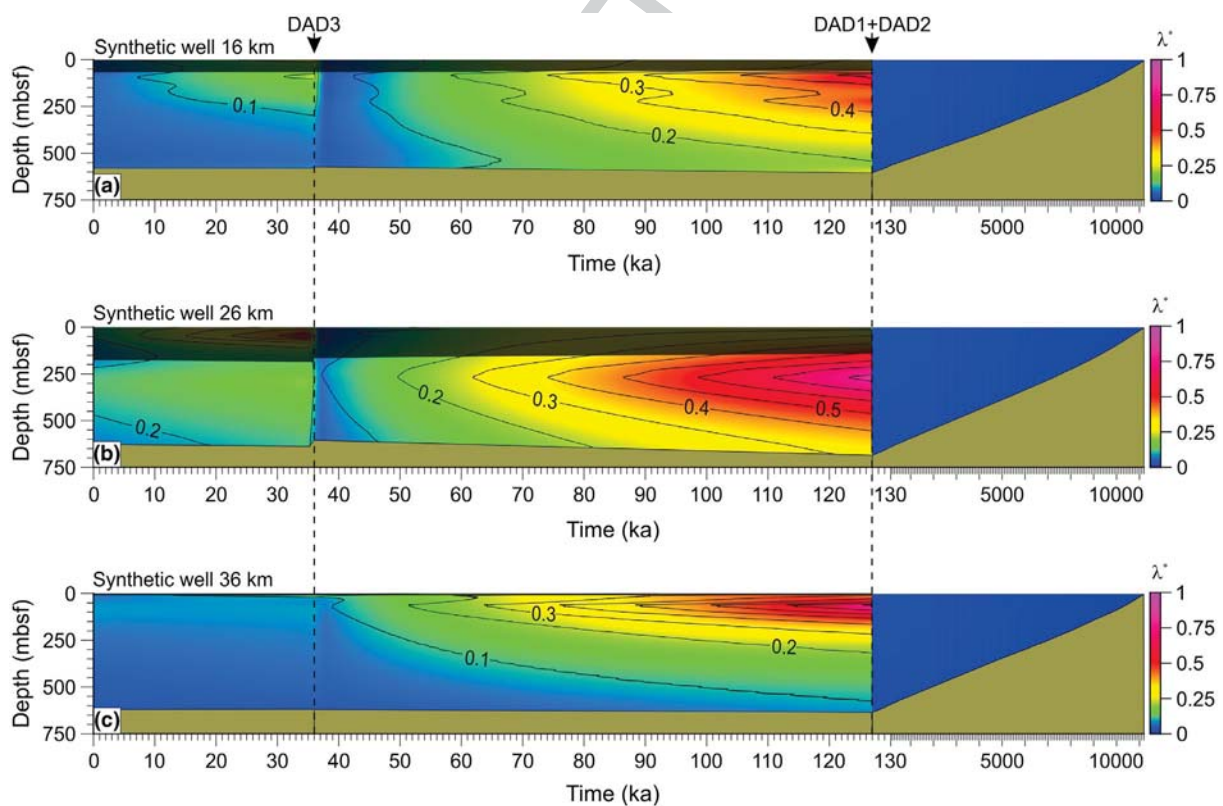 DAD3 DAD1+DAD2
Synthetic well 16 km λ*
0 1
250 0.1 0.3 0.4 0.75
0.2 0.5
500 0.25
750 (a) 0
Depth (mbsf)
0 10 20 30 40 50 60 70 80 90 100 110 120 130 5000 10000
Time (ka)
Synthetic well 26 km λ*
0 1
0.75
250 0.2 0.3 0.4 0.5 0.5
500 0.2 0.25
750 (b) 0
Depth (mbsf)
0 10 20 30 40 50 60 70 80 90 100 110 120 130 5000 10000
Time (ka)
Synthetic well 36 km λ*
0 1
0.3 0.75
250 0.2 0.5
0.1
500 0.25
750 (c) 0
Depth (mbsf)
0 10 20 30 40 50 60 70 80 90 100 110 120 130 5000 10000
Time (ka)